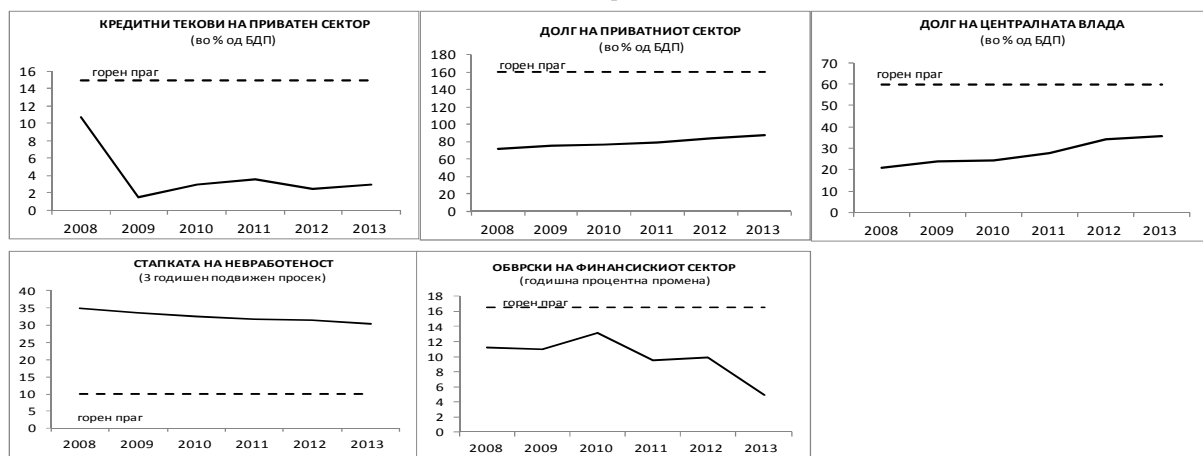 КРЕДИТНИ ТЕКОВИ НА ПРИВАТЕН СЕКТОР
(во % од БДП)
16
горен праг
14
12
10
8
6
4
2
0
2008 2009 2010 2011 2012 2013
ДОЛГ НА ПРИВАТНИОТ СЕКТОР
(во % од БДП)
180
горен праг
160
140
120
100
80
60
40
20
0
2008 2009 2010 2011 2012 2013
ДОЛГ НА ЦЕНТРАЛНАТА ВЛАДА
(во % од БДП)
70
горен праг
60
50
40
30
20
10
0
2008 2009 2010 2011 2012 2013
СТАПКАТА НА НЕВРАБОТЕНОСТ
(3 годишен подвижен просек)
40
35
30
25
20
15
10
5
горен праг
0
2008 2009 2010 2011 2012 2013
ОБВРСКИ НА ФИНАНСИСКИОТ СЕКТОР
(годишна процентна промена)
18
горен праг
16
14
12
10
8
6
4
2
0
2008 2009 2010 2011 2012 2013